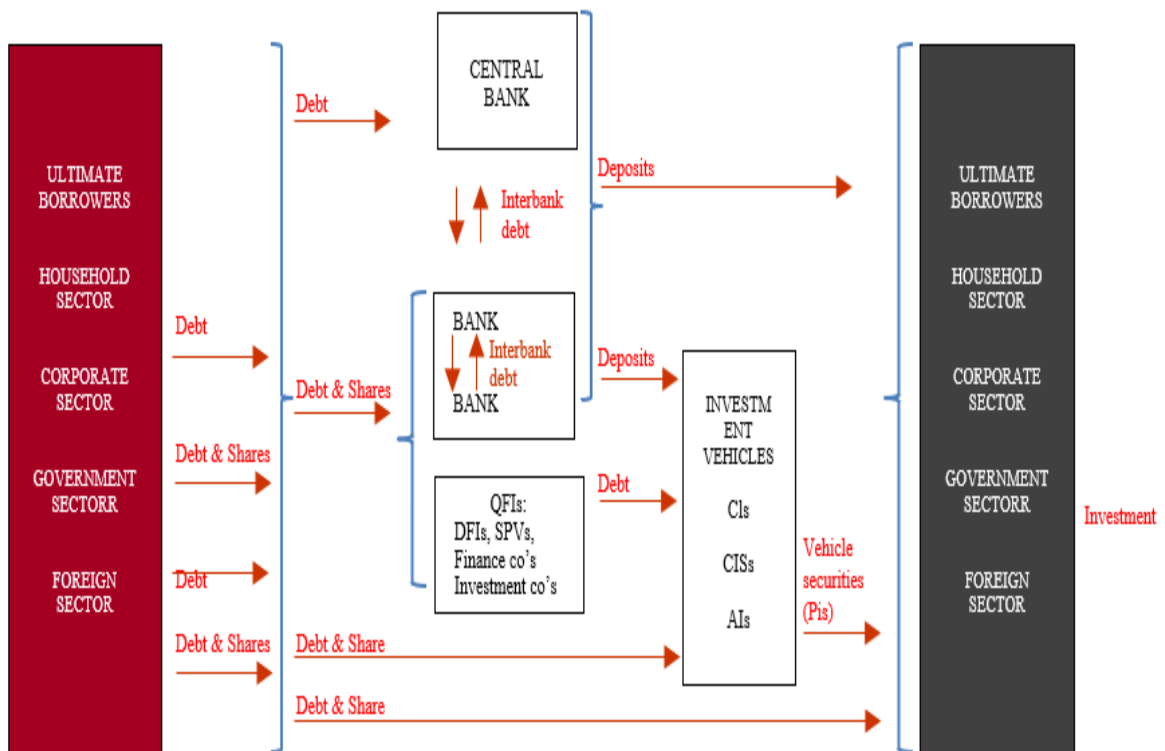 ULTIMATE
BORROWERS
HOUSEHOLD
SECTOR
CORPORATE
SECTOR
GOVERNMENT
SECTORR
FOREIGN
SECTOR
Debt
Debt & Shares
Debt
Debt & Shares
Debt
Debt & Shares
Debt & Share
Debt & Share
CENTRAL
BANK
Interbank
debt
BANK
Interbank
debt
BANK
QFIs:
DFIs, SPVs,
Finance co’s
Investment co’s
Deposits
Deposits
Debt
INVESTM
ENT
VEHICLES
CIs
CISs
AIs
Vehicle
securities
(Pis)
ULTIMATE
BORROWERS
HOUSEHOLD
SECTOR
CORPORATE
SECTOR
GOVERNMENT
SECTORR
FOREIGN
SECTOR
Investment